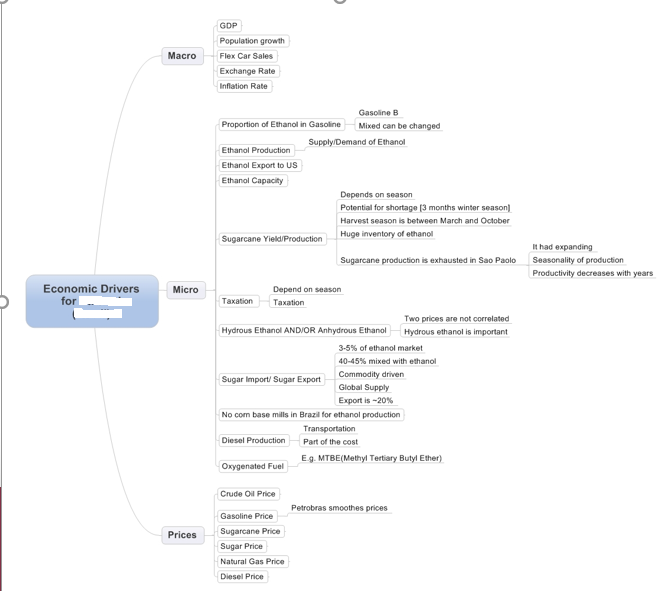 Economic Drivers
for
(
Macro
GDP
Population growth
Flex Car Sales
Exchange Rate
Inflation Rate
Micro
Proportion of Ethanol in Gasoline
Gasoline B
Mixed can be changed
Ethanol Production
Supply/Demand of Ethanol
Ethanol Export to US
Ethanol Capacity
Sugarcane Yield/Production
Depends on season
Potential for shortage [3 months winter season]
Harvest season is between March and October
Huge inventory of ethanol
Sugarcane production is exhausted in Sao Paolo
It had expanding
Seasonality of production
Productivity decreases with years
Taxation
Depend on season
Taxation
Hydrous Ethanol AND/OR Anhydrous Ethanol
Two prices are not correlated
Hydrous ethanol is important
Sugar Import/ Sugar Export
3-5% of ethanol market
40-45% mixed with ethanol
Commodity driven
Global Supply
Export is ~20%
No corn base mills in Brazil for ethanol production
Diesel Production
Transportation
Part of the cost
Oxygenated Fuel
E.g. MTBE(Methyl Tertiary Butyl Ether)
Prices
Crude Oil Price
Gasoline Price
Petrobras smoothes prices
Sugarcane Price
Sugar Price
Natural Gas Price
Diesel Price